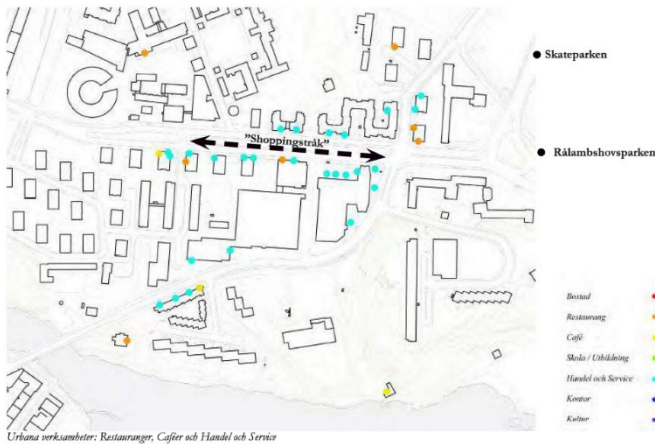 Skateparken
"Shoppingstråk"
Rålambshovsparken
Bostad
Restaurang
Café
Skola / Utbildning
Handel och Service
Kontor
Kultur
Urbana verksamheter: Restauranger, Caféer och Handel och Service